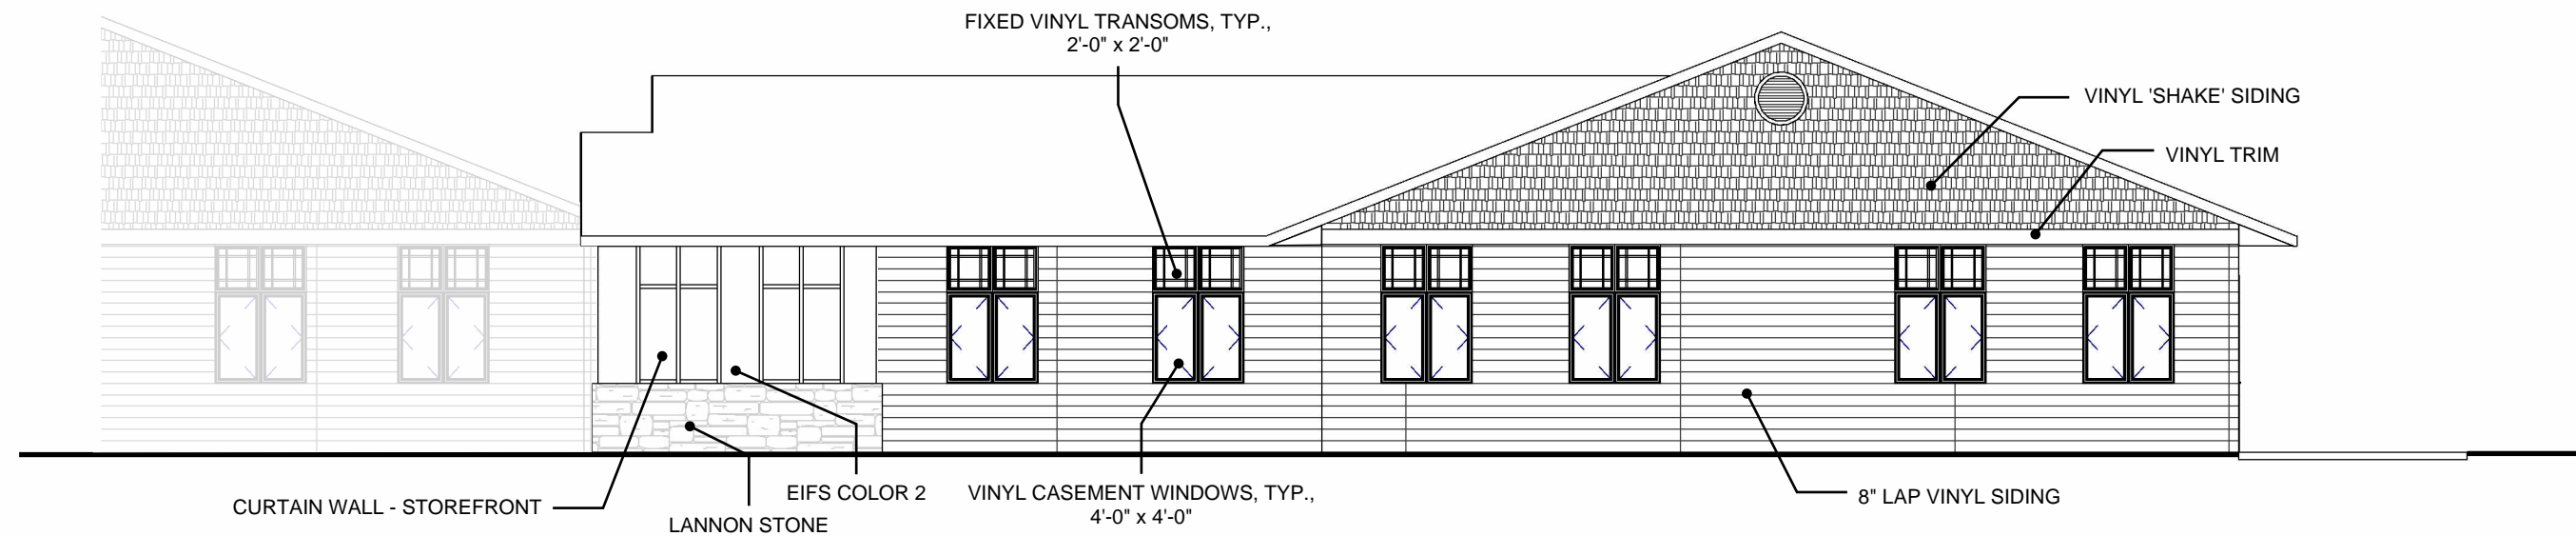 FIXED VINYL TRANSOMS, TYP.,
2'-0" x 2'-0"
VINYL 'SHAKE' SIDING
VINYL TRIM
CURTAIN WALL - STOREFRONT
LANNON STONE
EIFS COLOR 2
VINYL CASEMENT WINDOWS, TYP.,
4'-0" x 4'-0"
8" LAP VINYL SIDING